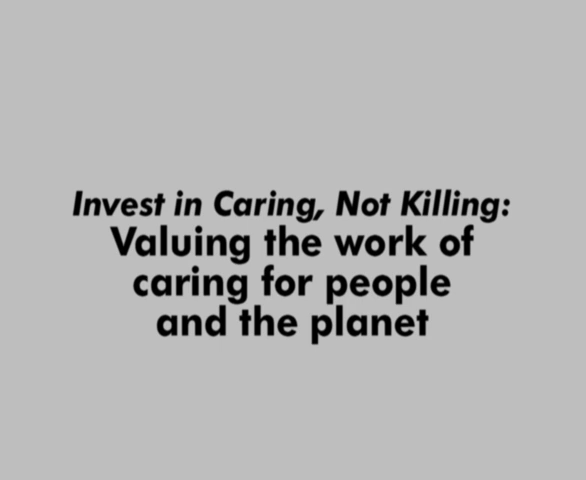 Invest in Caring, Not Killing:
Valuing the work of
caring for people
and the planet